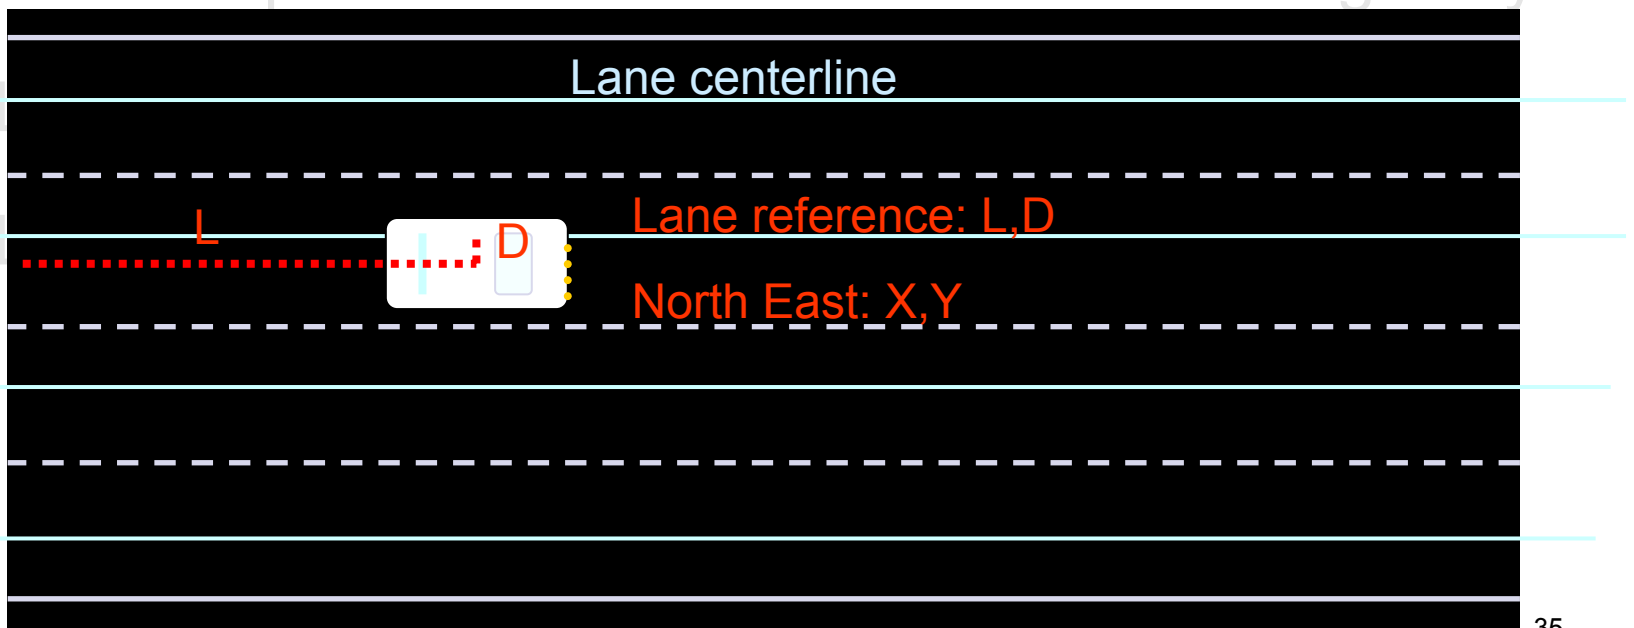 Lane centerline
L
D
Lane reference: L,D
North East: X,Y
35